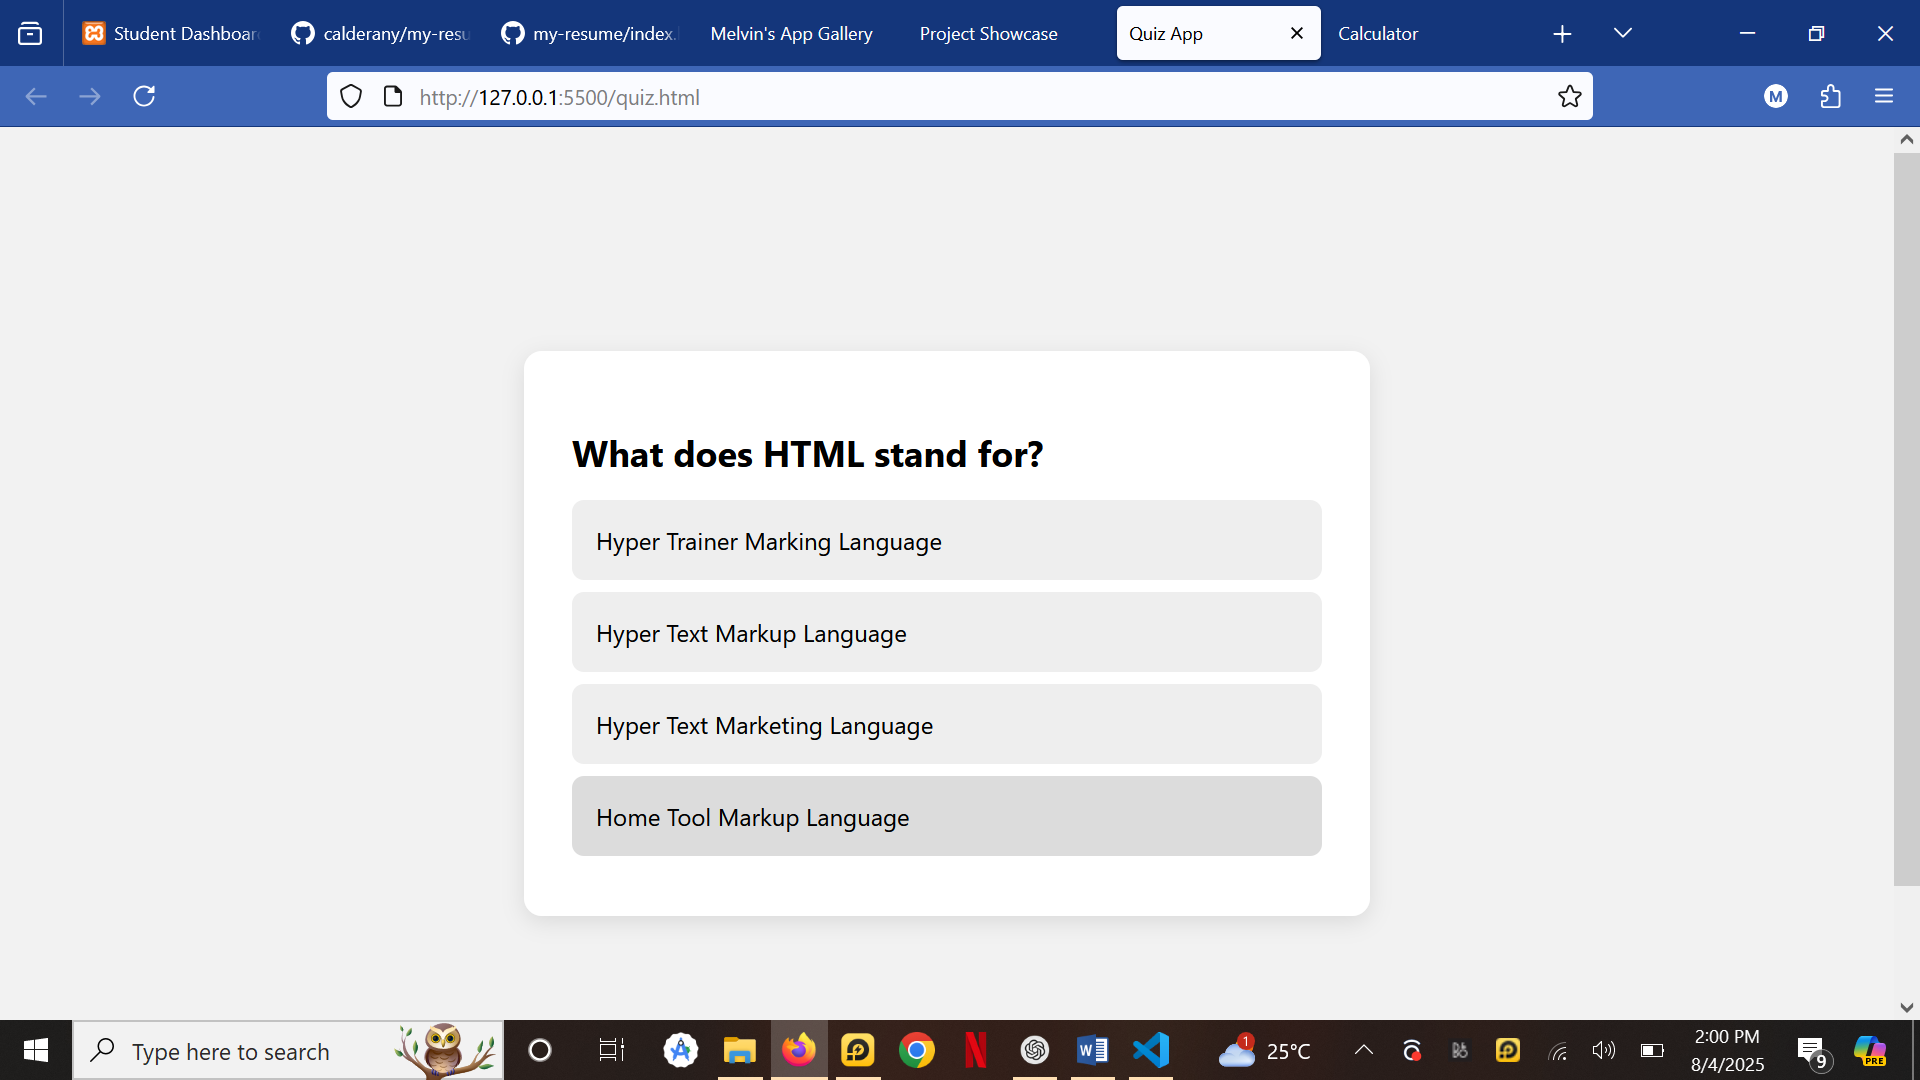 Student Dashboar
calderany/my-resu
my-resume/index.
Melvin's App Gallery
Project Showcase
Quiz App
Calculator
http://127.0.0.1:5500/quiz.html
M
What does HTML stand for?
Hyper Trainer Marking Language
Hyper Text Markup Language
Hyper Text Marketing Language
Home Tool Markup Language
Type here to search
1
25°C
2:00 PM
8/4/2025
9
PRE